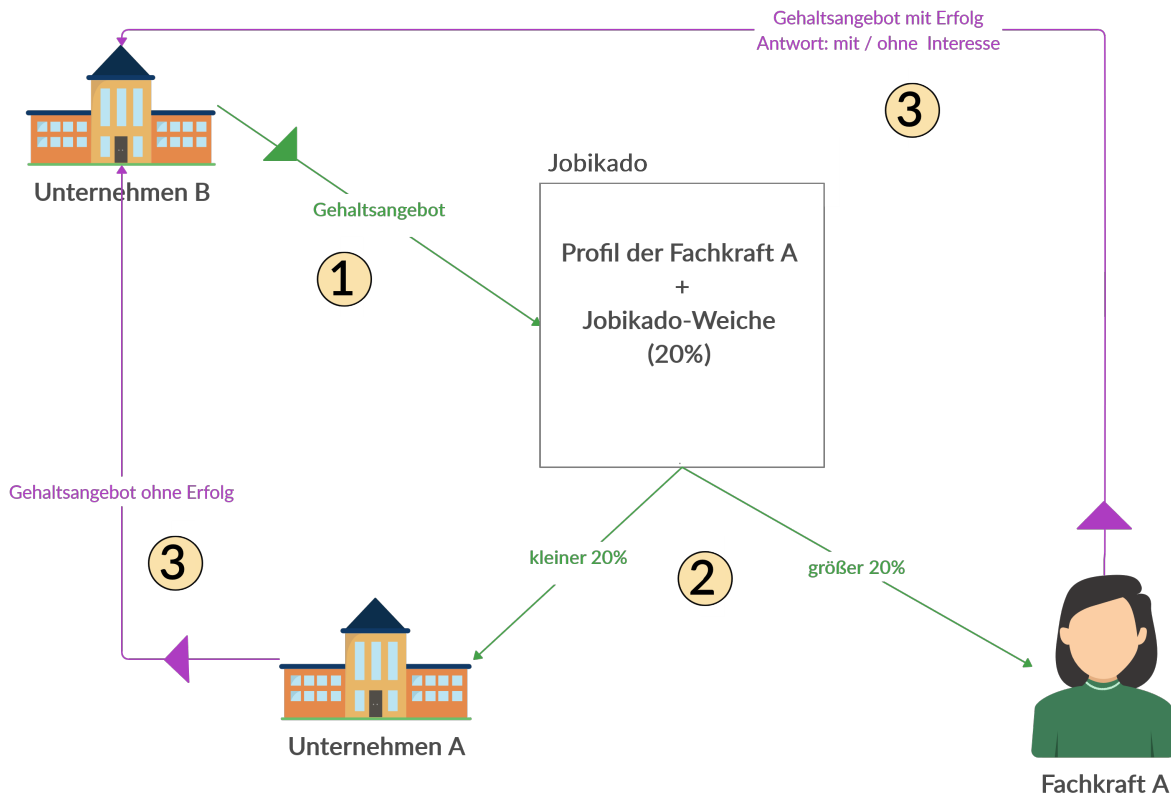 Gehaltsangebot mit Erfolg
Antwort: mit / ohne Interesse
3
Unternehmen B
Jobikado
Gehaltsangebot
1
Profil der Fachkraft A
+
Jobikado-Weiche
(20%)
Gehaltsangebot ohne Erfolg
3
kleiner 20%
2
größer 20%
Unternehmen A
Fachkraft A